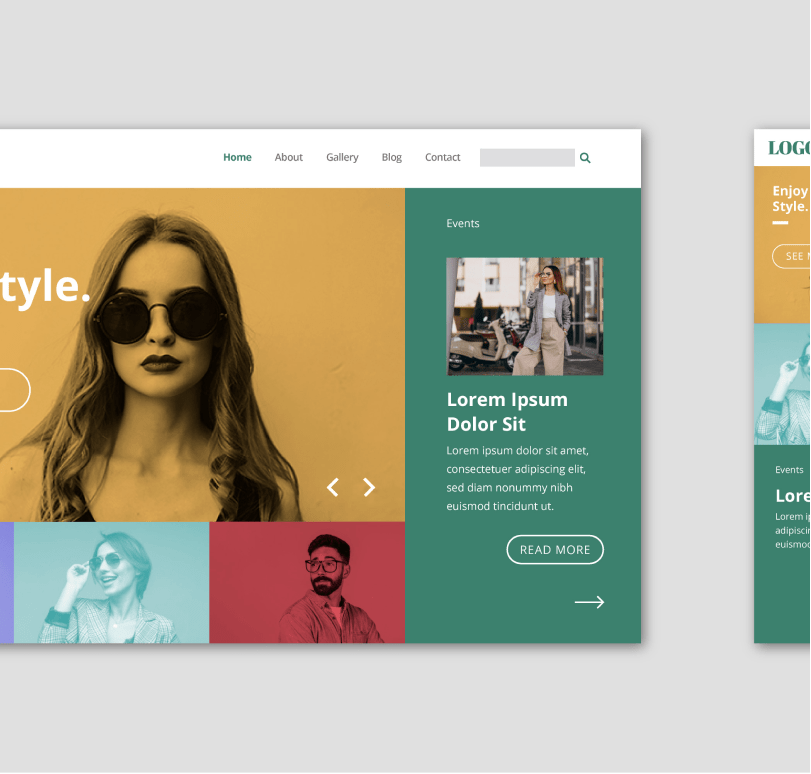 Home About Gallery Blog Contact
tyle.
Events
Lorem Ipsum
Dolor Sit
Lorem ipsum dolor sit amet,
consectetuer adipiscing elit,
sed diam nonummy nibh
euismod tincidunt ut.
READ MORE
LOGO
Enjoy
Style.
SEE M
Events
Lore
Lorem ip
adipiscin
euismod